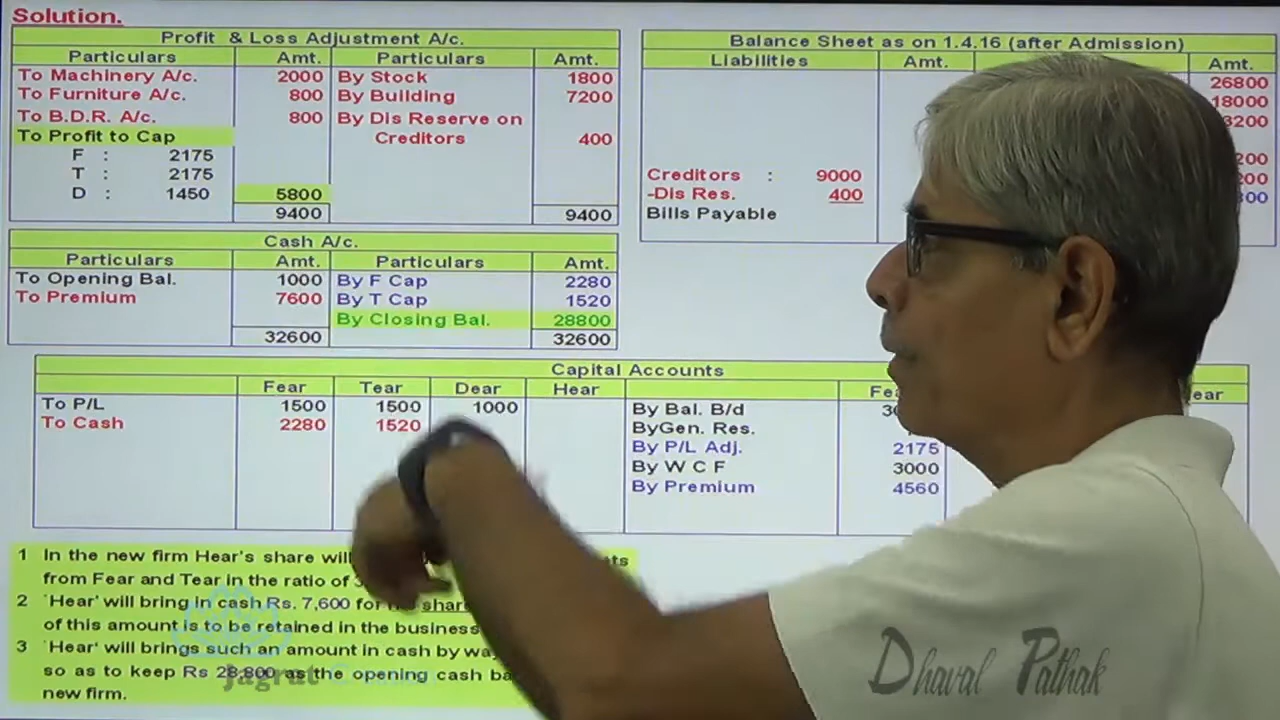 Solution.
Profit & Loss Adjustment A/c.
Particulars Amt. Particulars Amt.
To Machinery A/c. 2000 By Stock 1800
To Furniture A/c. 800 By Building 7200
To B.D.R. A/c. 800 By Dis Reserve on
To Profit to Cap Creditors 400
F : 2175
T : 2175
D : 1450 5800
9400 9400
Cash A/c.
Particulars Amt. Particulars Amt.
To Opening Bal. 1000 By F Cap 2280
To Premium 7600 By T Cap 1520
By Closing Bal. 28800
32600 32600
Balance Sheet as on 1.4.16 (after Admission)
Liabilities Amt. Amt.
26800
18000
Creditors : 9000
-Dis Res. 400
Bills Payable
Capital Accounts
Fear Tear Dear Hear
To P/L 1500 1500 1000 By Bal. B/d
To Cash 2280 1520 ByGen. Res.
By P/L Adj. 2175
By W C F 3000
By Premium 4560
1 In the new firm Hear's share will
from Fear and Tear in the ratio of
2 'Hear' will bring in cash Rs. 7,600 for share
of this amount is to be retained in the business
3 'Hear' will brings such an amount in cash by
so as to keep Rs 28,800 as the opening cash
new firm.
Jagrat
Dhaval Pathak